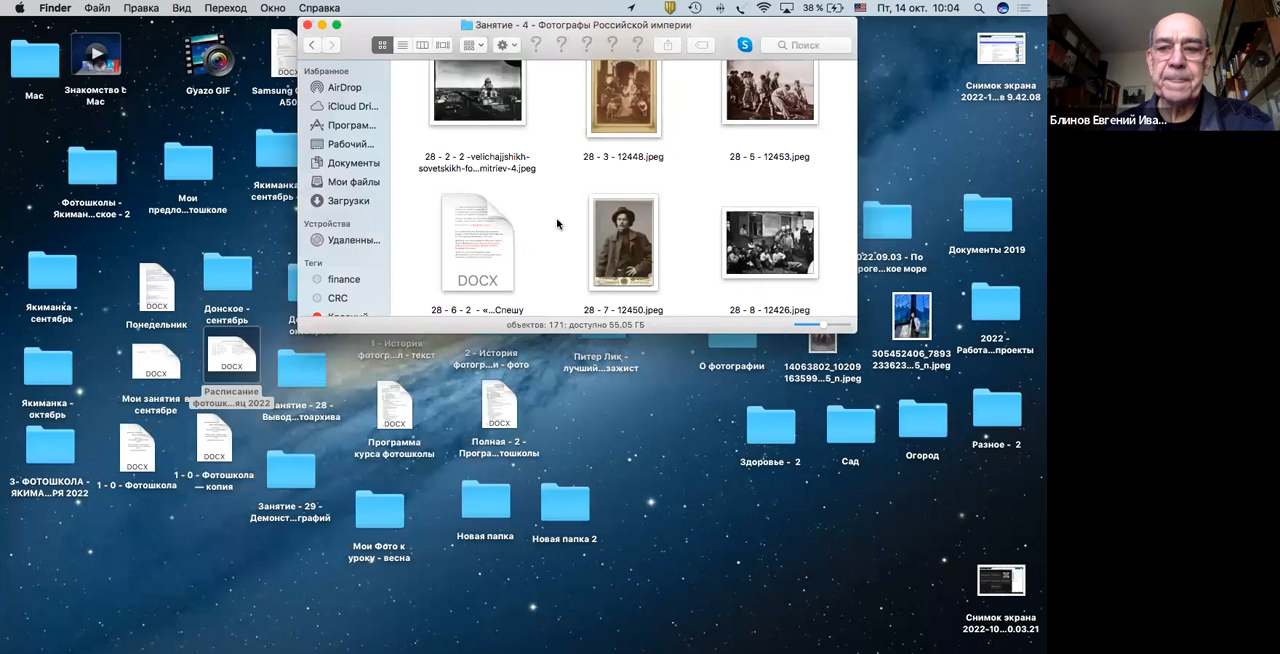 Finder Файл Правка Вид Переход Окно Справка
38 % Пт, 14 окт. 10:04
Занятие - 4 - Фотографы Российской империи
Поиск
Избранное
AirDrop
iCloud Dri...
Програм...
Рабочий...
Документы
Мои файлы
Загрузки
Устройства
Удаленны...
Теги
finance
CRC
28 - 2 - 2 -velichajjshikh-
sovetskikh-fo...mitriev-4.jpeg
28 - 3 - 12448.jpeg
28 - 5 - 12453.jpeg
DOCX
28 - 6 - 2 - «...Спешу
28 - 7 - 12450.jpeg
28 - 8 - 12426.jpeg
объектов: 171; доступно 55,05 ГБ
Mac
Знакомство с
Mac
Gyazo GIF
DOCX
Samsung
A50
Фотошколы -
Якиман...ское - 2
Мои
предло...тошколе
Якиманка
сентябрь
Якиманка -
сентябрь
DOCX
Понедельник
Донское -
сентябрь
Якиманка -
октябрь
DOCX
Мои занятия в
сентябре
DOCX
Расписание
фотошк...яц 2022
Занятие - 28 -
Вывод...тоархива
1 - История
фотогр...л - текст
2 - История
фотогр...и - фото
Питер Лик -
лучший...зажист
О фотографии
14063802_10209
163599...5_n.jpeg
305452406_7893
233623...5_n.jpeg
2022 -
Работа...проекты
022.09.03 - По
роге...кое море
Документы 2019
Снимок экрана
2022-1...в 9.42.08
3- ФОТОШКОЛА -
ЯКИМА...РЯ 2022
DOCX
1 - 0 - Фотошкола
DOCX
1 - 0 - Фотошкола
— копия
Занятие - 29 -
Демонст...графий
DOCX
Программа
курса фотошколы
DOCX
Полная - 2 -
Програ...тошколы
Мои Фото к
уроку - весна
Новая папка
Новая папка 2
Здоровье - 2
Сад
Огород
Разное - 2
Снимок экрана
2022-10...0.03.21
Блинов Евгений Ива...